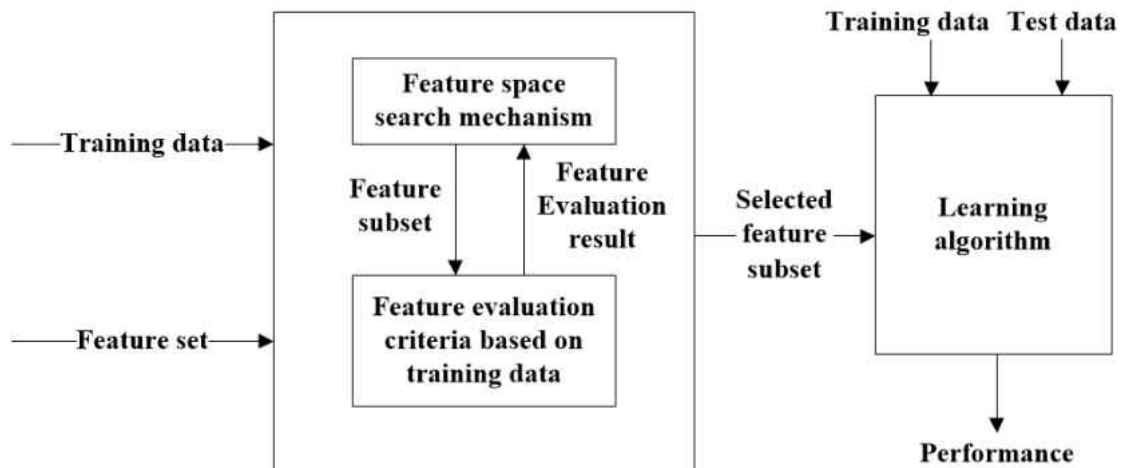 Training data
Feature set
Feature space
search mechanism
Feature
subset
Feature
Evaluation
result
Feature evaluation
criteria based on
training data
Selected
feature
subset
Training data
Test data
Learning
algorithm
Performance